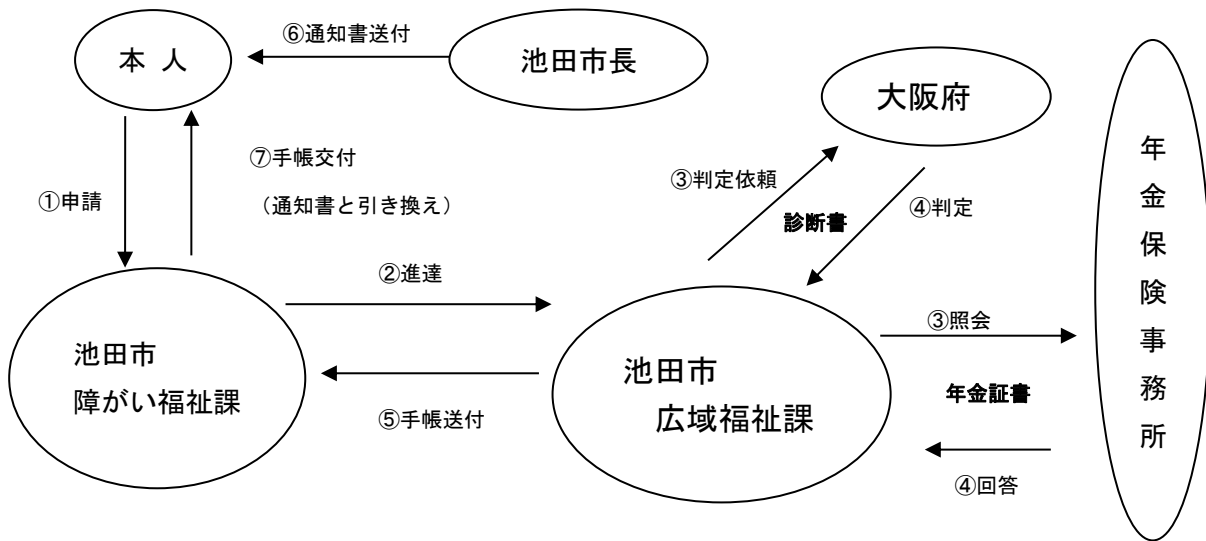 本 人
⑥通知書送付
池田市長
大阪府
年金保険事務所
①申請
⑦手帳交付
（通知書と引き換え）
③判定依頼
診断書
④判定
②進達
③照会
池田市
障がい福祉課
池田市
広域福祉課
年金証書
⑤手帳送付
④回答